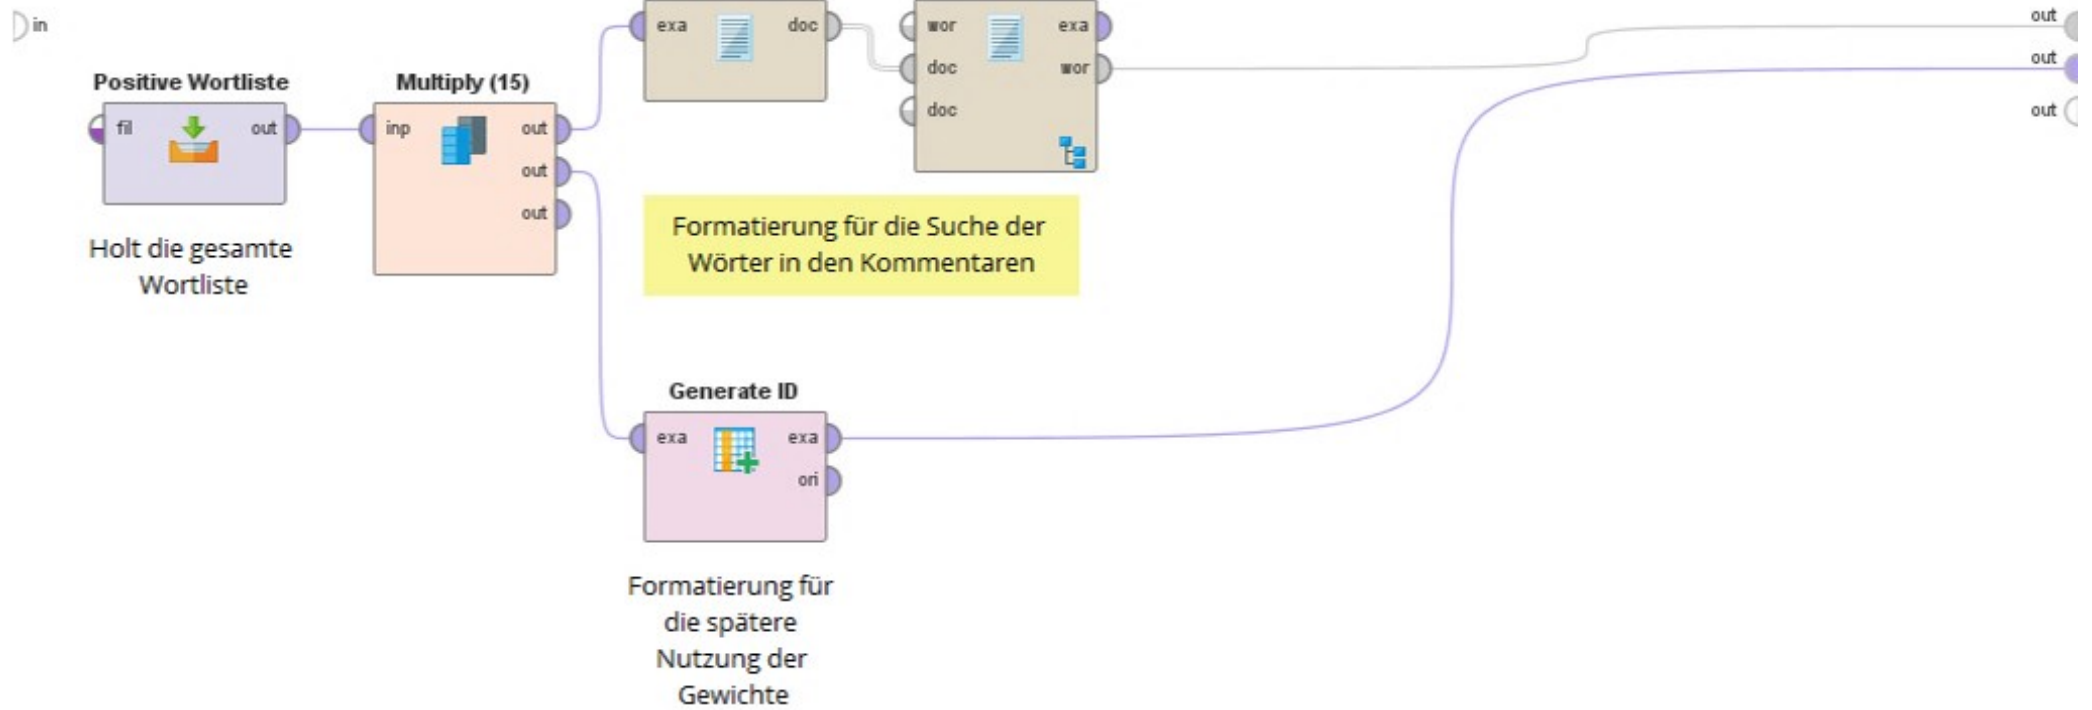 in
exa
doc
wor
exa
doc
wor
doc
out
out
out
Positive Wortliste
fil
out
Holt die gesamte
Wortliste
Multiply (15)
inp
out
out
out
Formatierung für die Suche der
Wörter in den Kommentaren
Generate ID
exa
exa
ori
Formatierung für
die spätere
Nutzung der
Gewichte